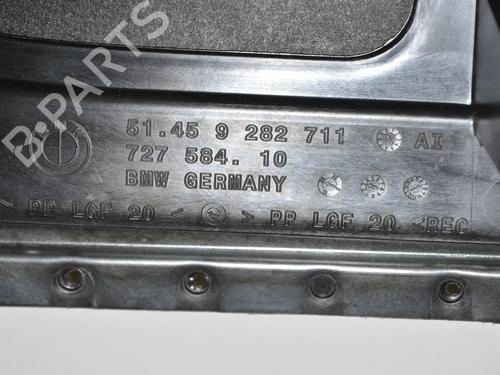 B-PARTS
51.45 9 282 711 AI
727 584.10
BMW GERMANY
PP LGF 20 < > PP LGF 20 <REC